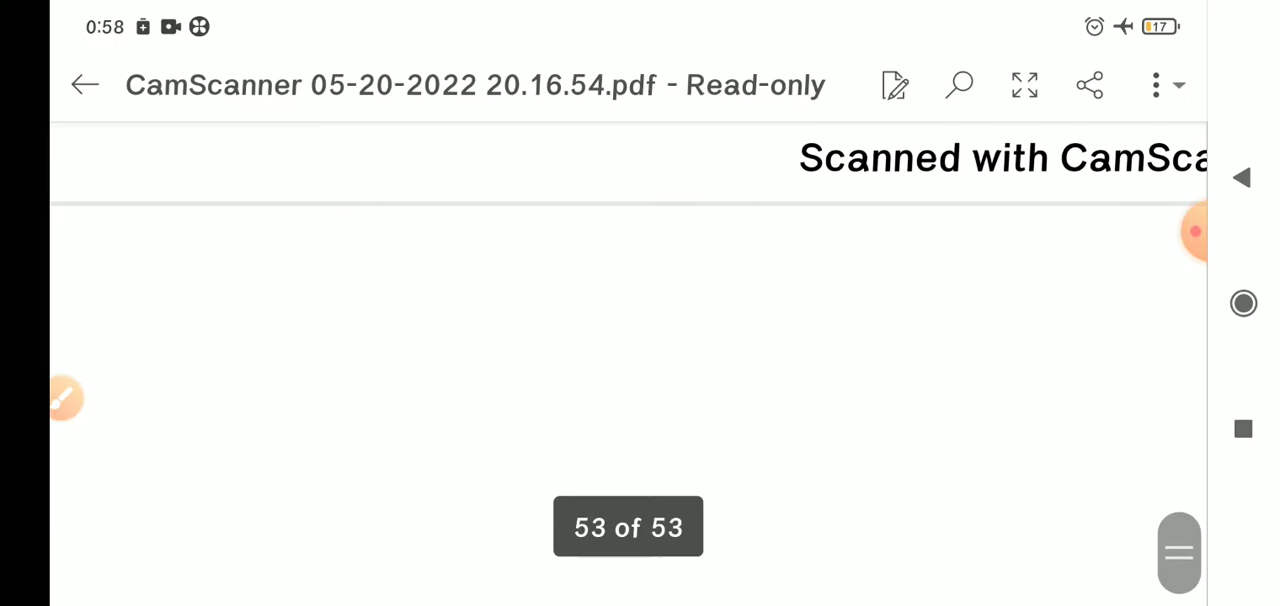 0:58
17
CamScanner 05-20-2022 20.16.54.pdf - Read-only
Scanned with CamSca
53 of 53